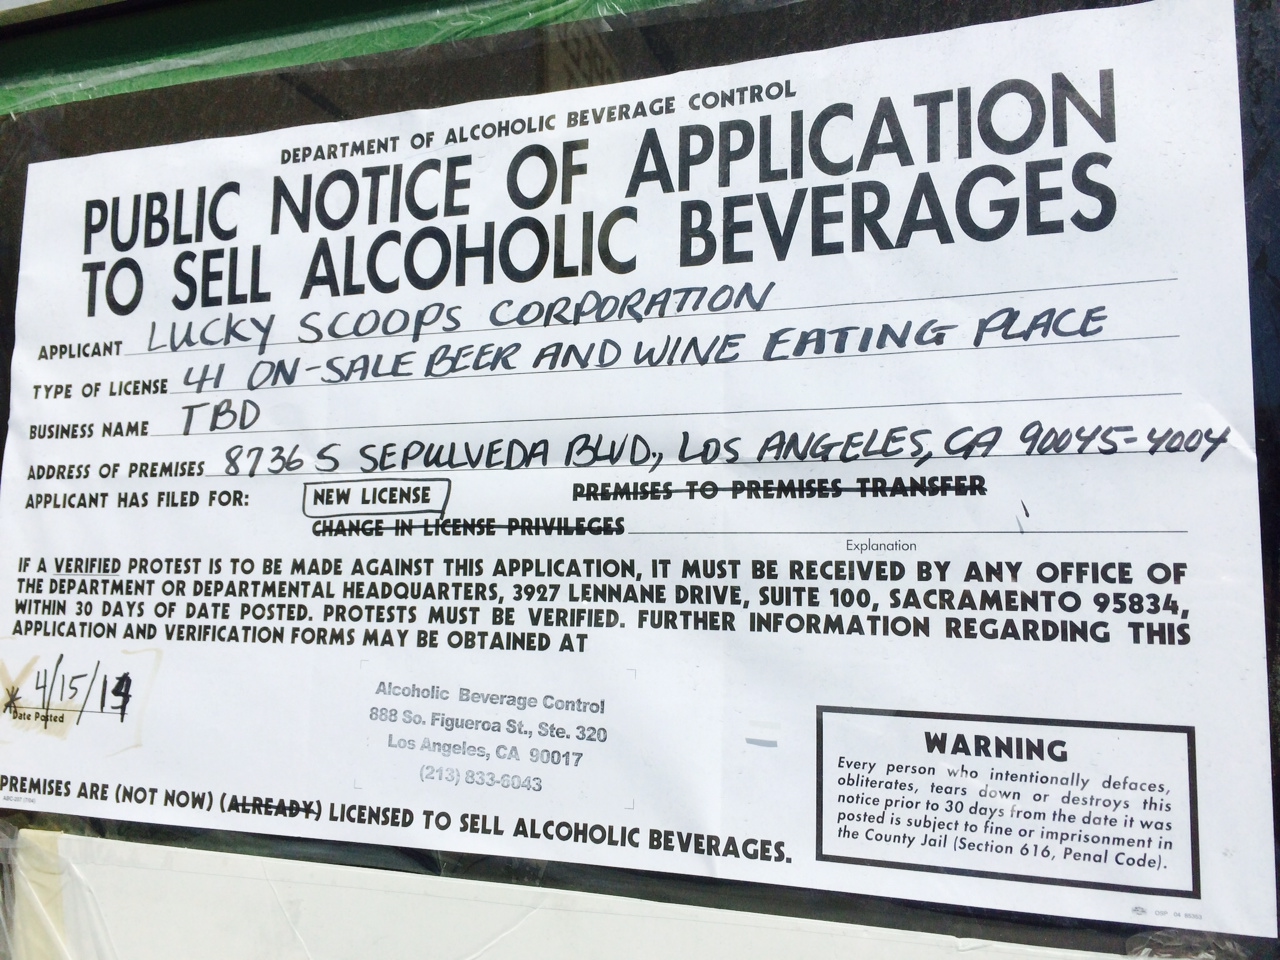 DEPARTMENT OF ALCOHOLIC BEVERAGE CONTROL
PUBLIC NOTICE OF APPLICATION
TO SELL ALCOHOLIC BEVERAGES
APPLICANT LUCKY SCOOPS CORPORATION
TYPE OF LICENSE 41 ON-SALE BEER AND WINE EATING PLACE
BUSINESS NAME TBD
ADDRESS OF PREMISES 8736 S SEPULVEDA BLVD., LOS ANGELES, CA 90045-4004
APPLICANT HAS FILED FOR: NEW LICENSE PREMISES TO PREMISES TRANSFER
CHANGE IN LICENSE PRIVILEGES
Explanation
IF A VERIFIED PROTEST IS TO BE MADE AGAINST THIS APPLICATION, IT MUST BE RECEIVED BY ANY OFFICE OF
THE DEPARTMENT OR DEPARTMENTAL HEADQUARTERS, 3927 LENNANE DRIVE, SUITE 100, SACRAMENTO 95834,
WITHIN 30 DAYS OF DATE POSTED. PROTESTS MUST BE VERIFIED. FURTHER INFORMATION REGARDING THIS
APPLICATION AND VERIFICATION FORMS MAY BE OBTAINED AT
* 4/15/14
Date Posted
Alcoholic Beverage Control
888 So. Figueroa St., Ste. 320
Los Angeles, CA 90017
(213) 833-6043
PREMISES ARE (NOT NOW) (ALREADY) LICENSED TO SELL ALCOHOLIC BEVERAGES.
WARNING
Every person who intentionally defaces,
obliterates, tears down or destroys this
notice prior to 30 days from the date it was
posted is subject to fine or imprisonment in
the County Jail (Section 616, Penal Code).